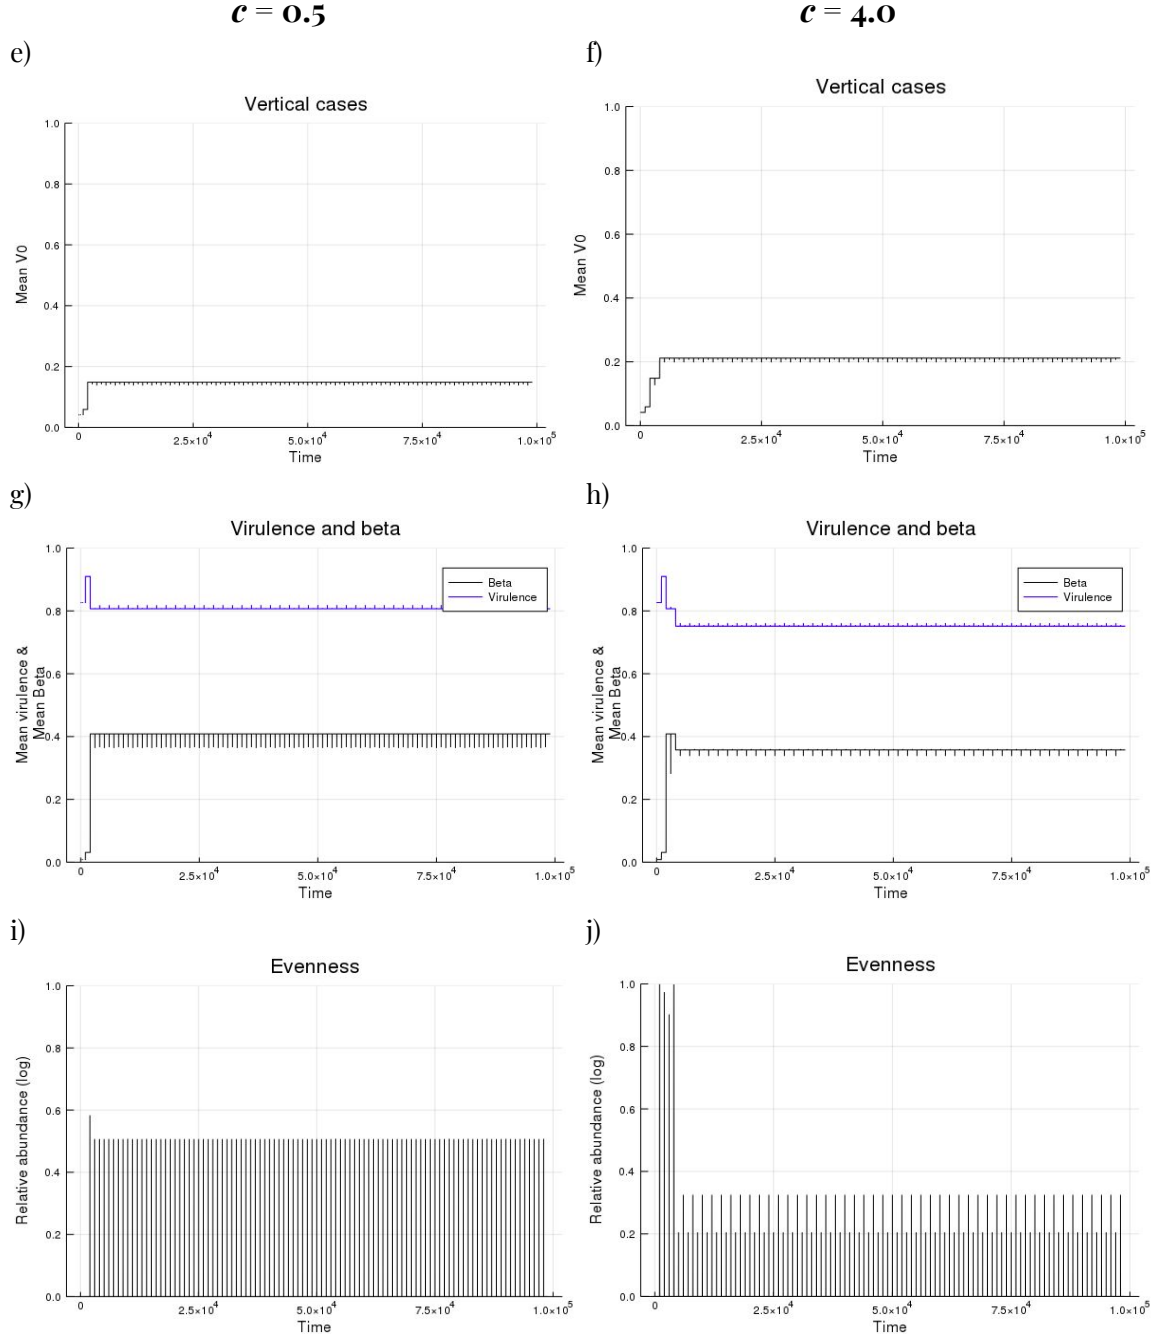 c = 0.5
c = 4.0
e)
f)
Vertical cases
Mean V0
1.0
0.8
0.6
0.4
0.2
0.0
0
2.5×10⁴
5.0×10⁴
7.5×10⁴
1.0×10⁵
Time
Vertical cases
Mean V0
1.0
0.8
0.6
0.4
0.2
0.0
0
2.5×10⁴
5.0×10⁴
7.5×10⁴
1.0×10⁵
Time
g)
h)
Virulence and beta
Mean virulence &
Mean Beta
1.0
0.8
0.6
0.4
0.2
0.0
Beta
Virulence
0
2.5×10⁴
5.0×10⁴
7.5×10⁴
1.0×10⁵
Time
Virulence and beta
Mean virulence &
Mean Beta
1.0
0.8
0.6
0.4
0.2
0.0
Beta
Virulence
0
2.5×10⁴
5.0×10⁴
7.5×10⁴
1.0×10⁵
Time
i)
j)
Evenness
Relative abundance (log)
1.0
0.8
0.6
0.4
0.2
0.0
0
2.5×10⁴
5.0×10⁴
7.5×10⁴
1.0×10⁵
Time
Evenness
Relative abundance (log)
1.0
0.8
0.6
0.4
0.2
0.0
0
2.5×10⁴
5.0×10⁴
7.5×10⁴
1.0×10⁵
Time